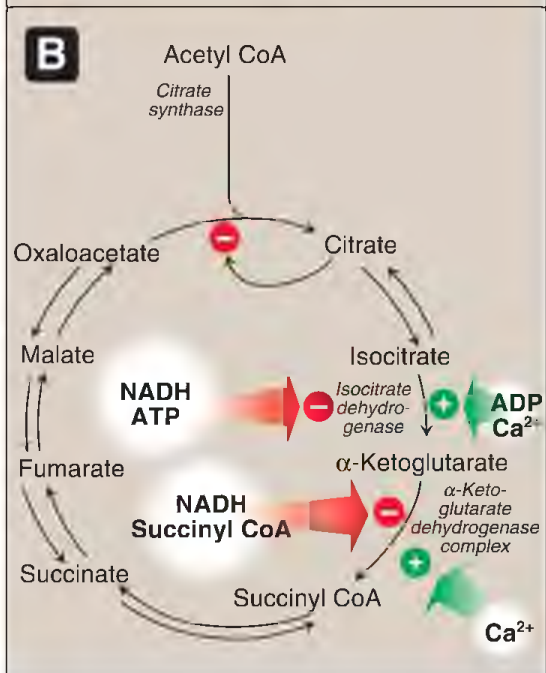 B
Acetyl CoA
Citrate
synthase
Oxaloacetate
−
Citrate
Malate
Isocitrate
NADH
ATP
−
Isocitrate
dehydro-
genase
+
ADP
Ca²⁺
Fumarate
α-Ketoglutarate
NADH
Succinyl CoA
−
α-Keto-
glutarate
dehydrogenase
complex
+
Succinate
Succinyl CoA
Ca²⁺